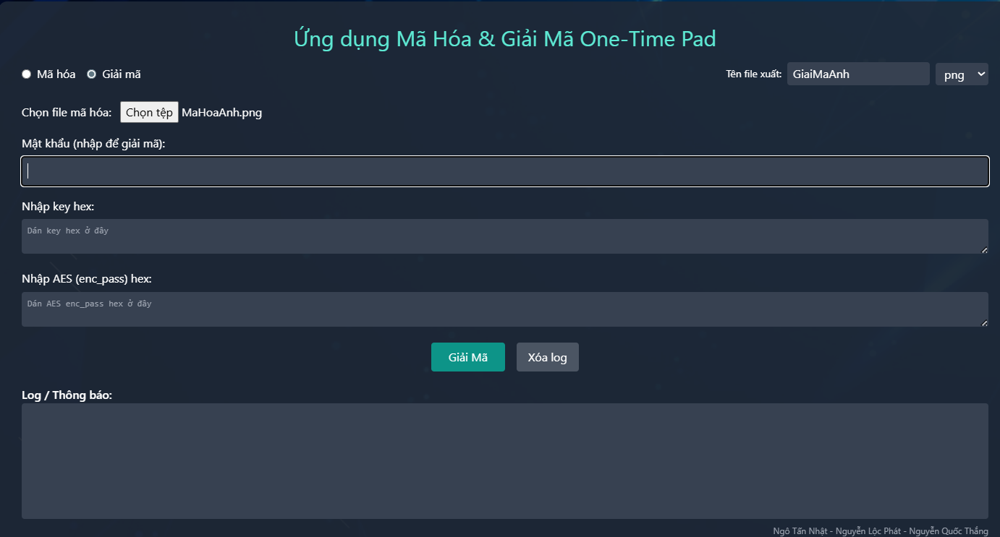 Ứng dụng Mã Hóa & Giải Mã One-Time Pad
Mã hóa Giải mã Tên file xuất: GiaiMaAnh png
Chọn file mã hóa: Chọn tệp MaHoaAnh.png
Mật khẩu (nhập để giải mã):
Nhập key hex:
Dán key hex ở đây
Nhập AES (enc_pass) hex:
Dán AES enc_pass hex ở đây
Giải Mã Xóa log
Log / Thông báo:
Ngô Tấn Nhật - Nguyễn Lộc Phát - Nguyễn Quốc Thắng